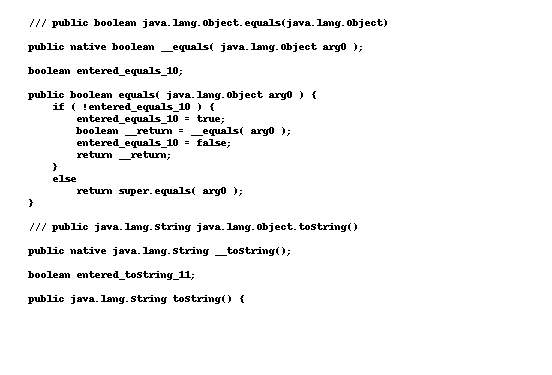 /// public boolean java.lang.Object.equals(java.lang.Object)
public native boolean __equals( java.lang.Object arg0 );
boolean entered_equals_10;
public boolean equals( java.lang.Object arg0 ) {
if ( !entered_equals_10 ) {
entered_equals_10 = true;
boolean __return = __equals( arg0 );
entered_equals_10 = false;
return __return;
}
else
return super.equals( arg0 );
}
/// public java.lang.String java.lang.Object.toString()
public native java.lang.String __toString();
boolean entered_toString_11;
public java.lang.String toString() {